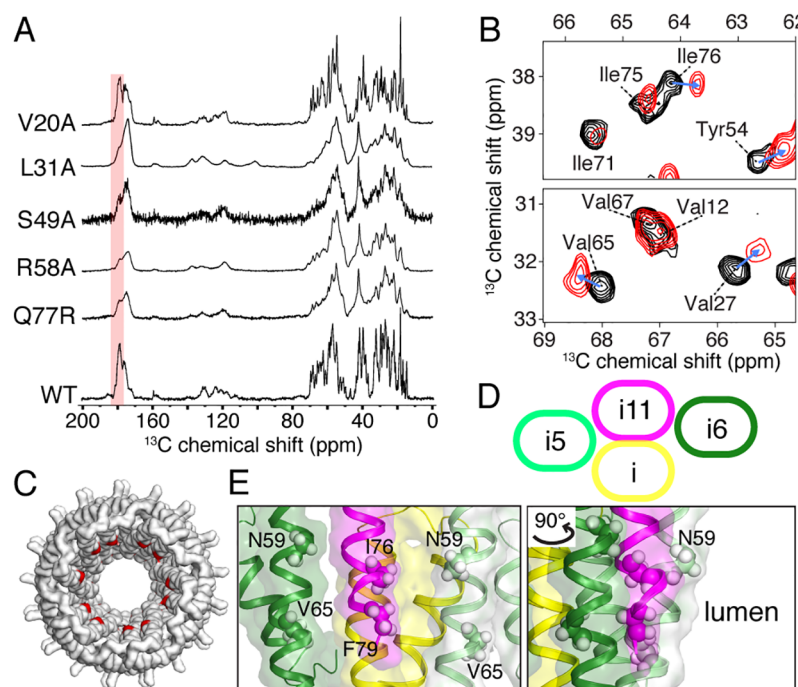 A
V20A
L31A
S49A
R58A
Q77R
WT
200 160 120 80 40 0
¹³C chemical shift (ppm)
B
66 65 64 63 62
38
39
Ile76
Ile75
Tyr54
Ile71
31
32
33
Val67
Val12
Val65
Val27
¹³C chemical shift (ppm)
69 68 67 66 65
¹³C chemical shift (ppm)
C
D
i11
i5
i6
i
E
N59
I76
N59
V65
F79
V65
90°
N59
lumen